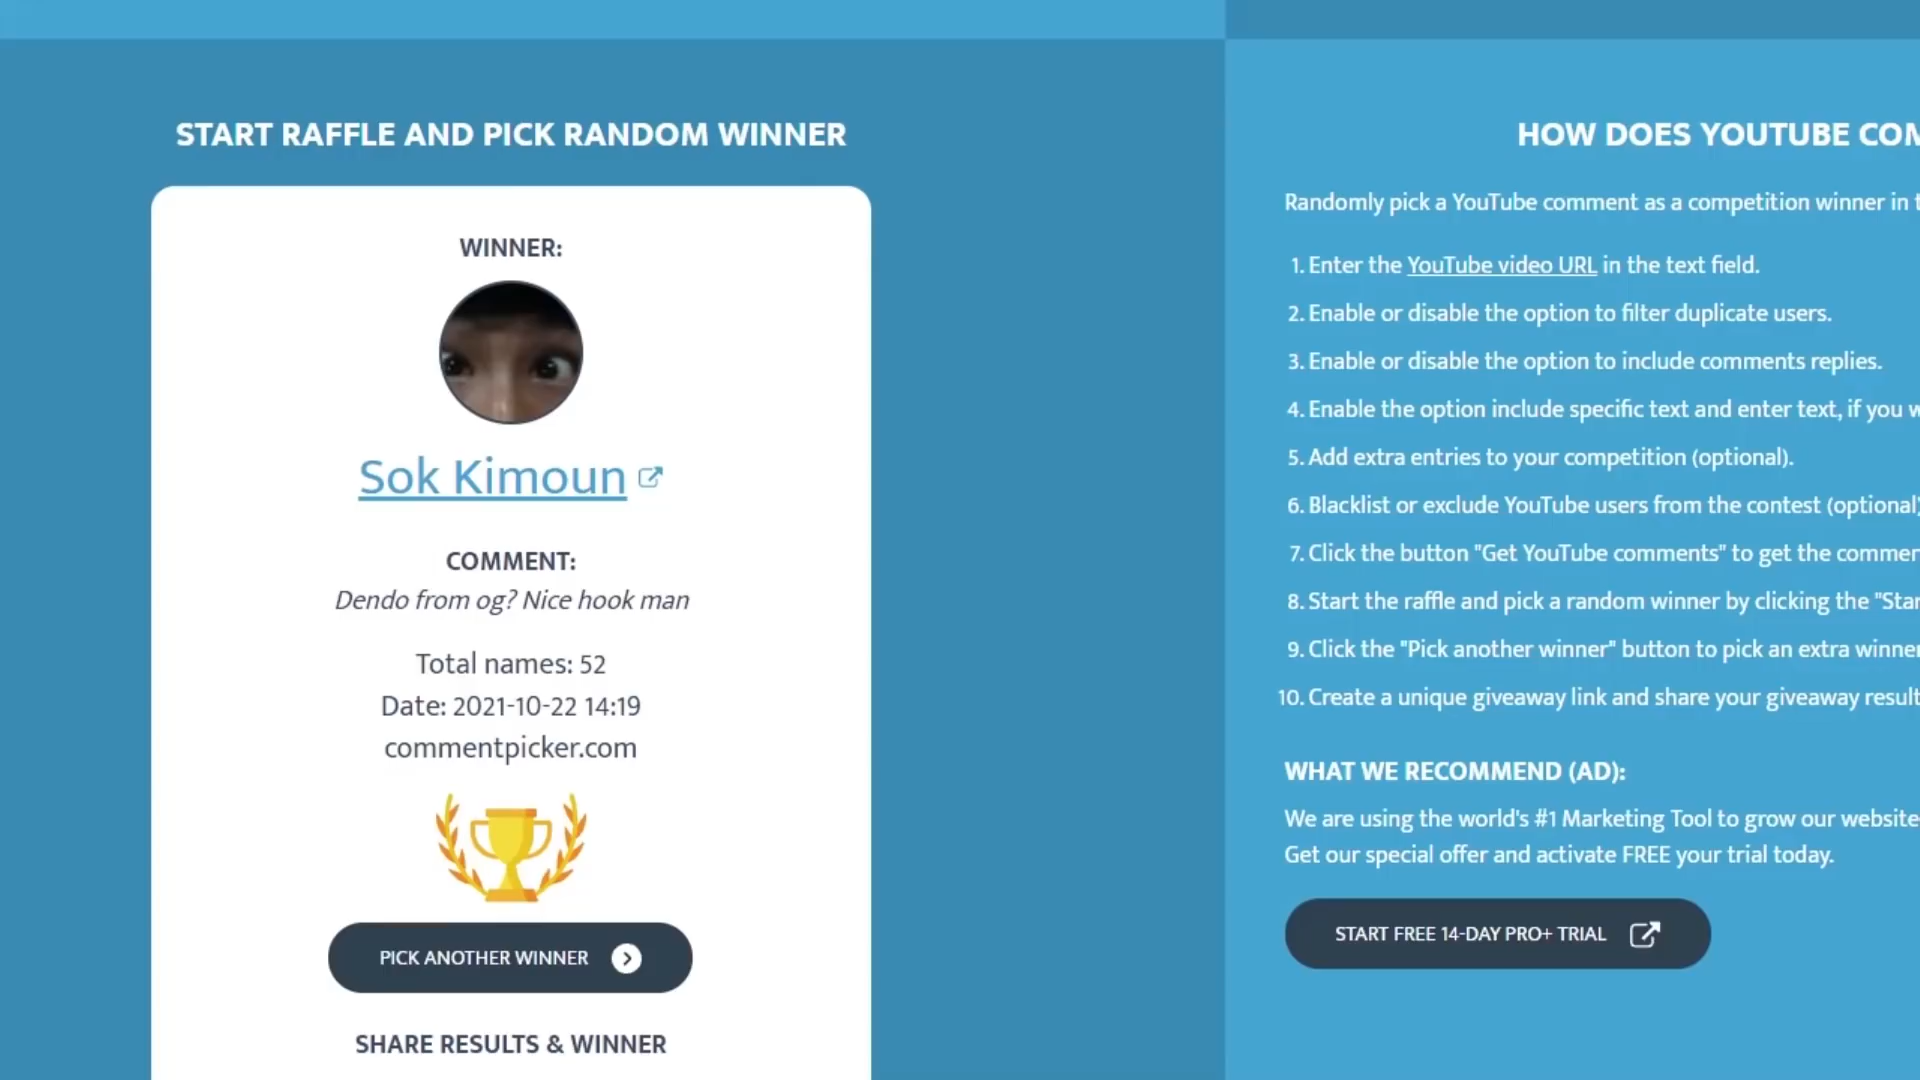 START RAFFLE AND PICK RANDOM WINNER
WINNER:
Sok Kimoun
COMMENT:
Dendo from og? Nice hook man
Total names: 52
Date: 2021-10-22 14:19
commentpicker.com
PICK ANOTHER WINNER
SHARE RESULTS & WINNER
HOW DOES YOUTUBE COM
Randomly pick a YouTube comment as a competition winner in t
1. Enter the YouTube video URL in the text field.
2. Enable or disable the option to filter duplicate users.
3. Enable or disable the option to include comments replies.
4. Enable the option include specific text and enter text, if you w
5. Add extra entries to your competition (optional).
6. Blacklist or exclude YouTube users from the contest (optional)
7. Click the button "Get YouTube comments" to get the commen
8. Start the raffle and pick a random winner by clicking the "Star
9. Click the "Pick another winner" button to pick an extra winner
10. Create a unique giveaway link and share your giveaway result
WHAT WE RECOMMEND (AD):
We are using the world's #1 Marketing Tool to grow our website
Get our special offer and activate FREE your trial today.
START FREE 14-DAY PRO+ TRIAL